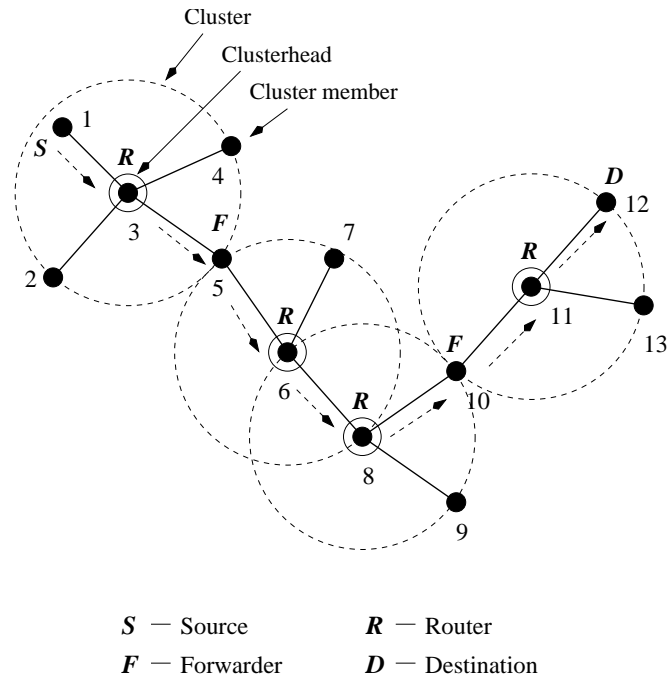 Cluster
Clusterhead
Cluster member
1
S
R
4
3
F
2
5
7
R
6
R
8
F
10
9
D
12
R
11
13
S — Source
R — Router
F — Forwarder
D — Destination